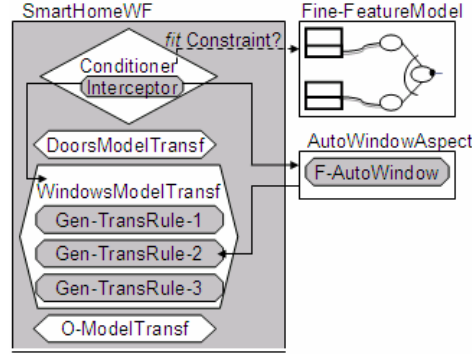 SmartHomeWF
Fine-FeatureModel
fit Constraint?
Conditioner
Interceptor
DoorsModelTransf
AutoWindowAspect
F-AutoWindow
WindowsModelTransf
Gen-TransRule-1
Gen-TransRule-2
Gen-TransRule-3
O-ModelTransf